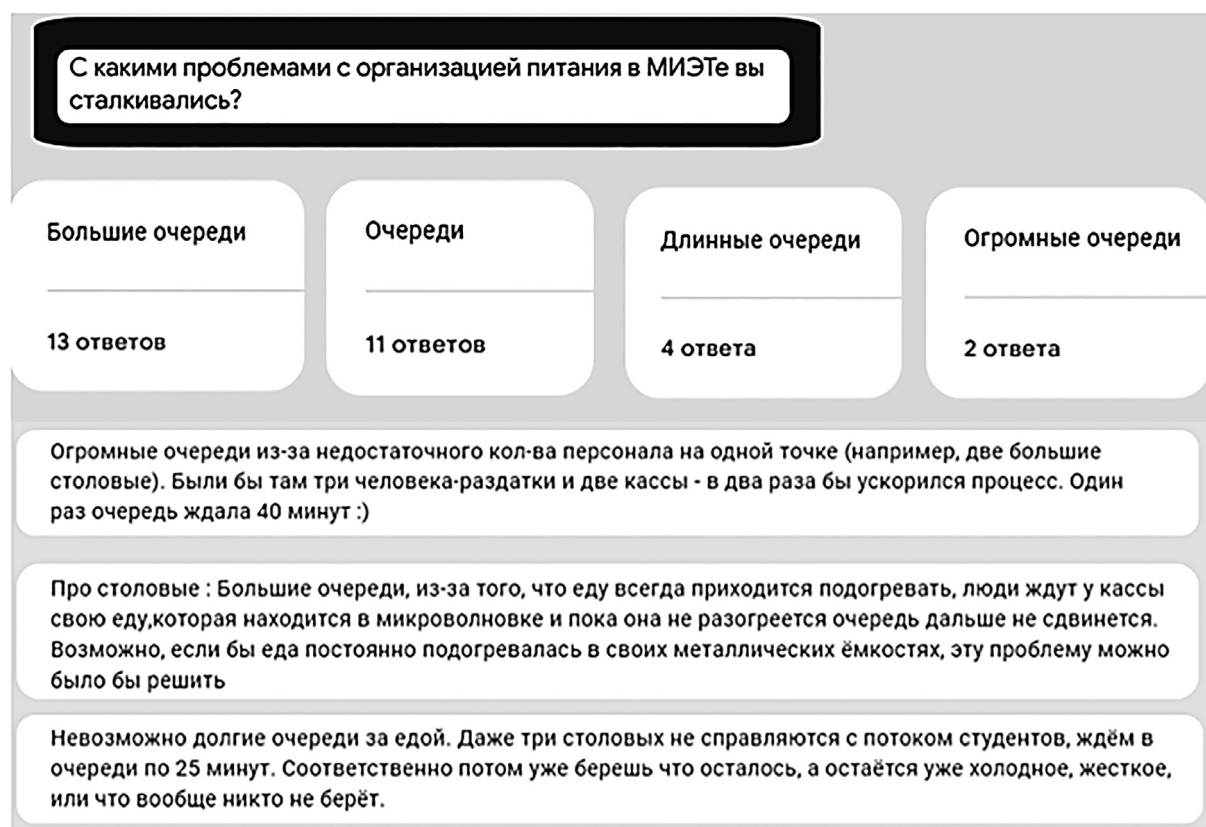 С какими проблемами с организацией питания в МИЭТе вы
сталкивались?
Большие очереди
13 ответов
Очереди
11 ответов
Длинные очереди
4 ответа
Огромные очереди
2 ответа
Огромные очереди из-за недостаточного кол-ва персонала на одной точке (например, две большие
столовые). Были бы там три человека-раздатки и две кассы - в два раза бы ускорился процесс. Один
раз очередь ждала 40 минут :)
Про столовые : Большие очереди, из-за того, что еду всегда приходится подогревать, люди ждут у кассы
свою еду,которая находится в микроволновке и пока она не разогреется очередь дальше не сдвинется.
Возможно, если бы еда постоянно подогревалась в своих металлических ёмкостях, эту проблему можно
было бы решить
Невозможно долгие очереди за едой. Даже три столовых не справляются с потоком студентов, ждём в
очереди по 25 минут. Соответственно потом уже берешь что осталось, а остаётся уже холодное, жесткое,
или что вообще никто не берёт.